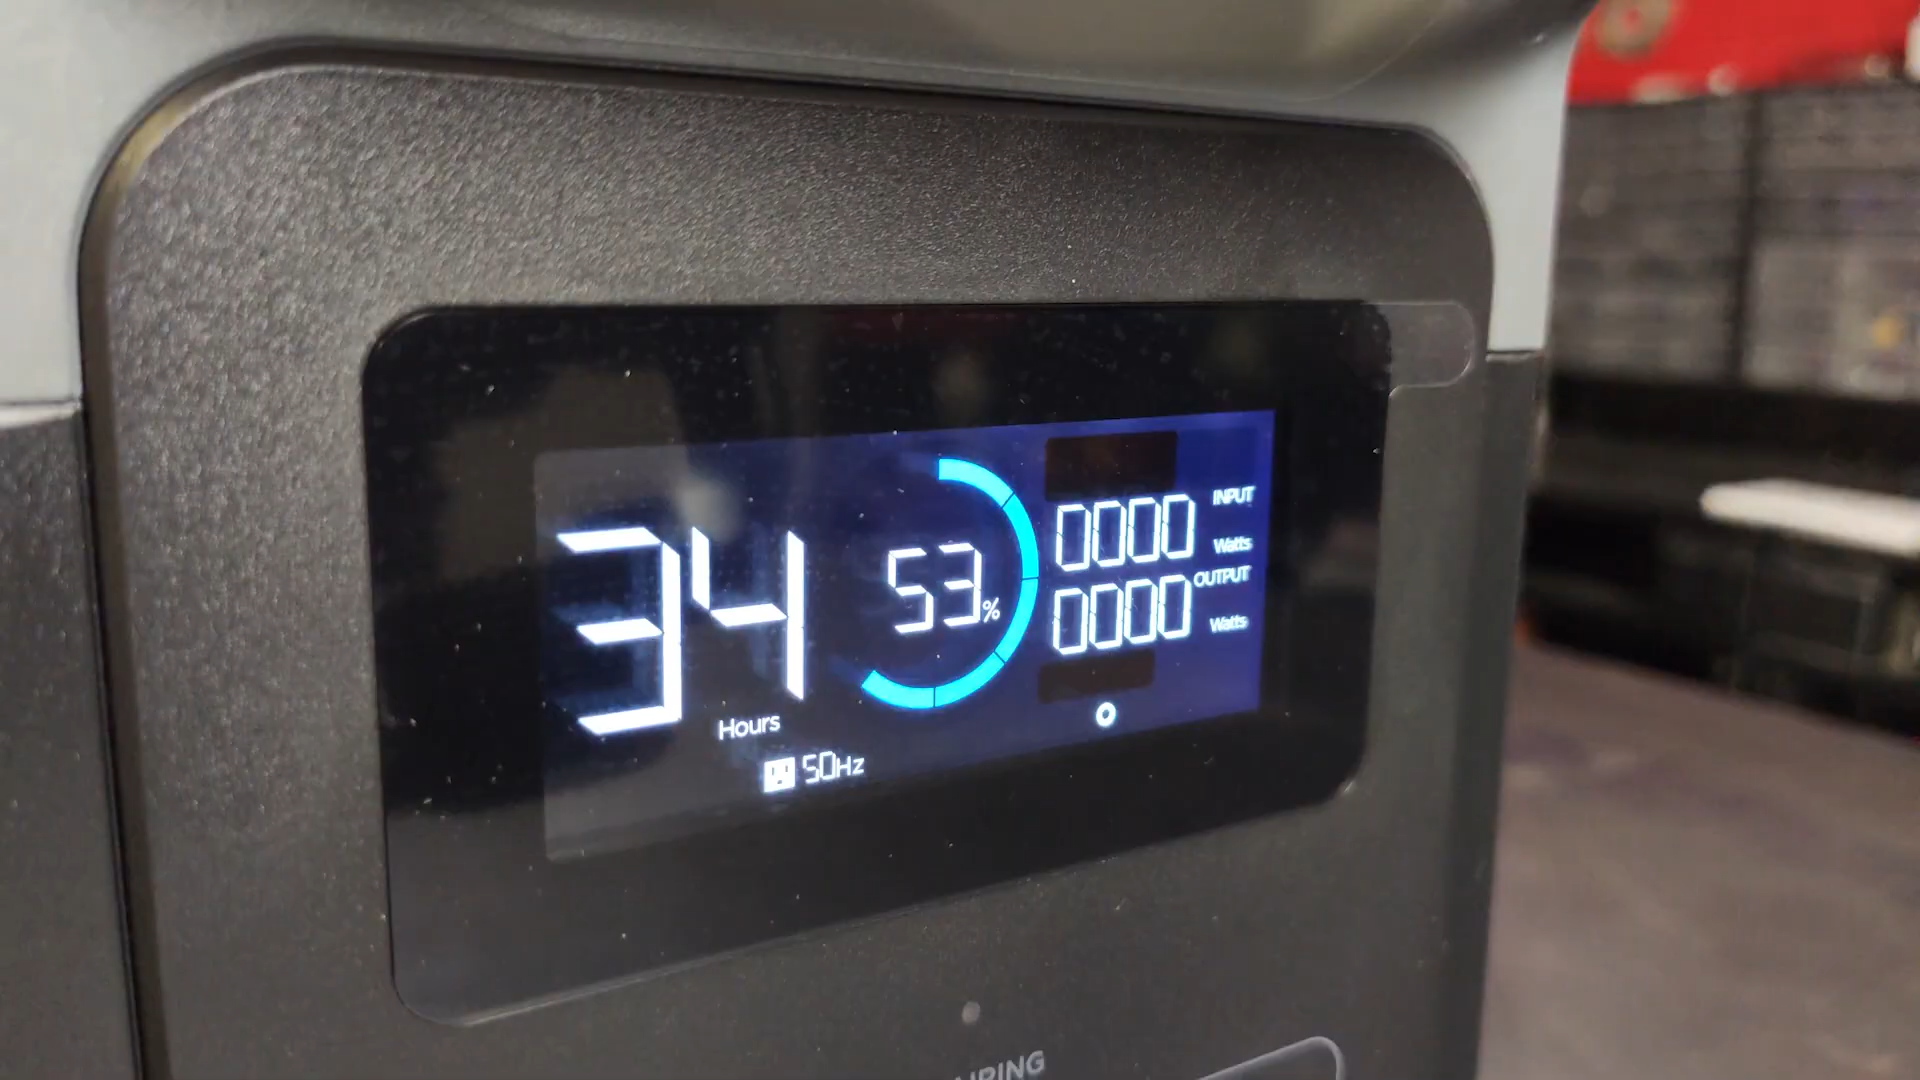 34
Hours
50Hz
53%
0000 INPUT
Watts
0000 OUTPUT
Watts